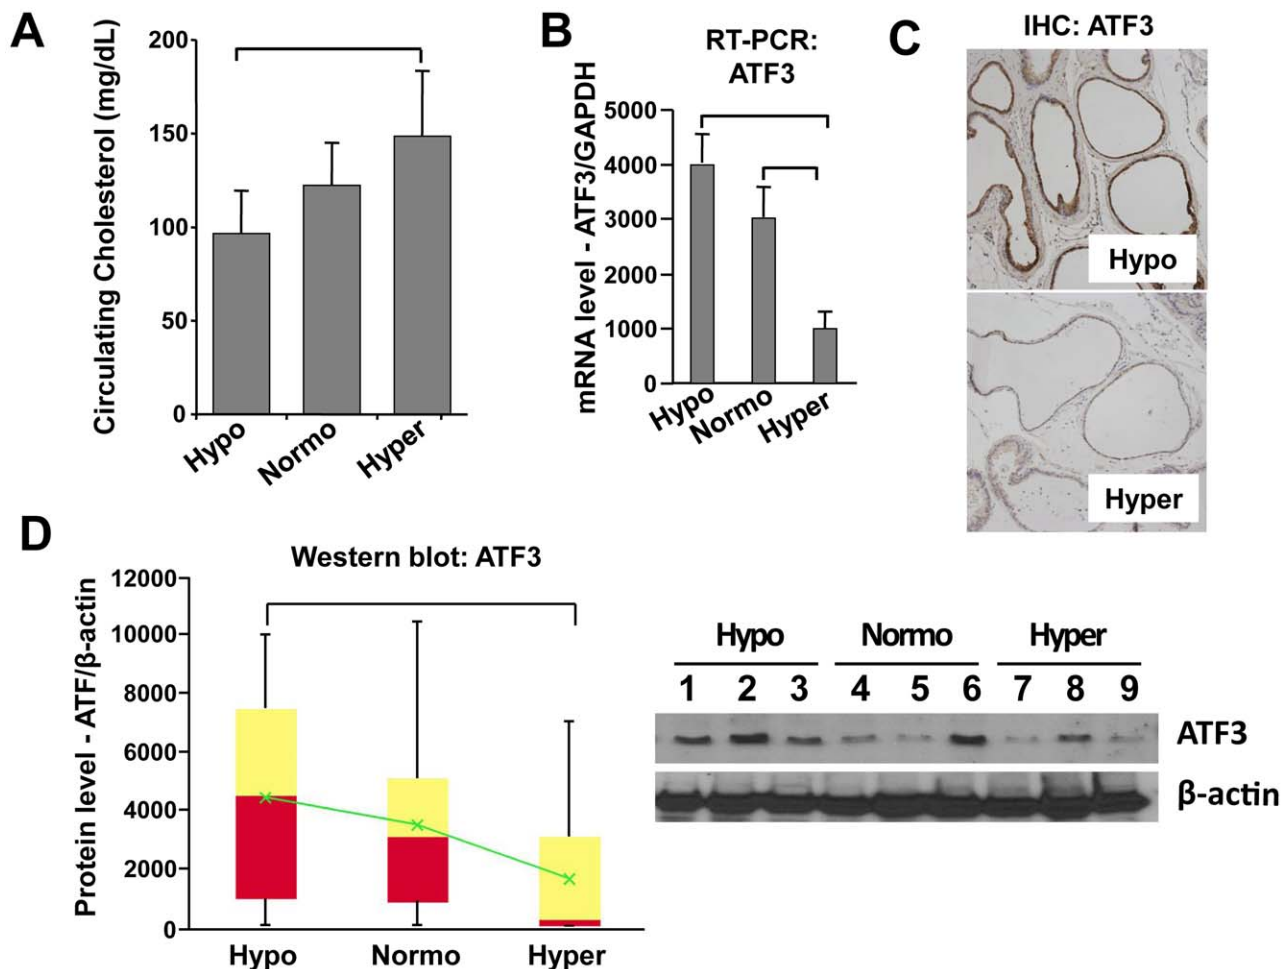 A
Circulating Cholesterol (mg/dL)
200
150
100
50
0
Hypo
Normo
Hyper
B
RT-PCR:
ATF3
mRNA level - ATF3/GAPDH
5000
4000
3000
2000
1000
0
Hypo
Normo
Hyper
C
IHC: ATF3
Hypo
Hyper
D
Western blot: ATF3
Protein level - ATF/β-actin
12000
10000
8000
6000
4000
2000
0
Hypo Normo Hyper
Hypo Normo Hyper
1 2 3 4 5 6 7 8 9
ATF3
β-actin